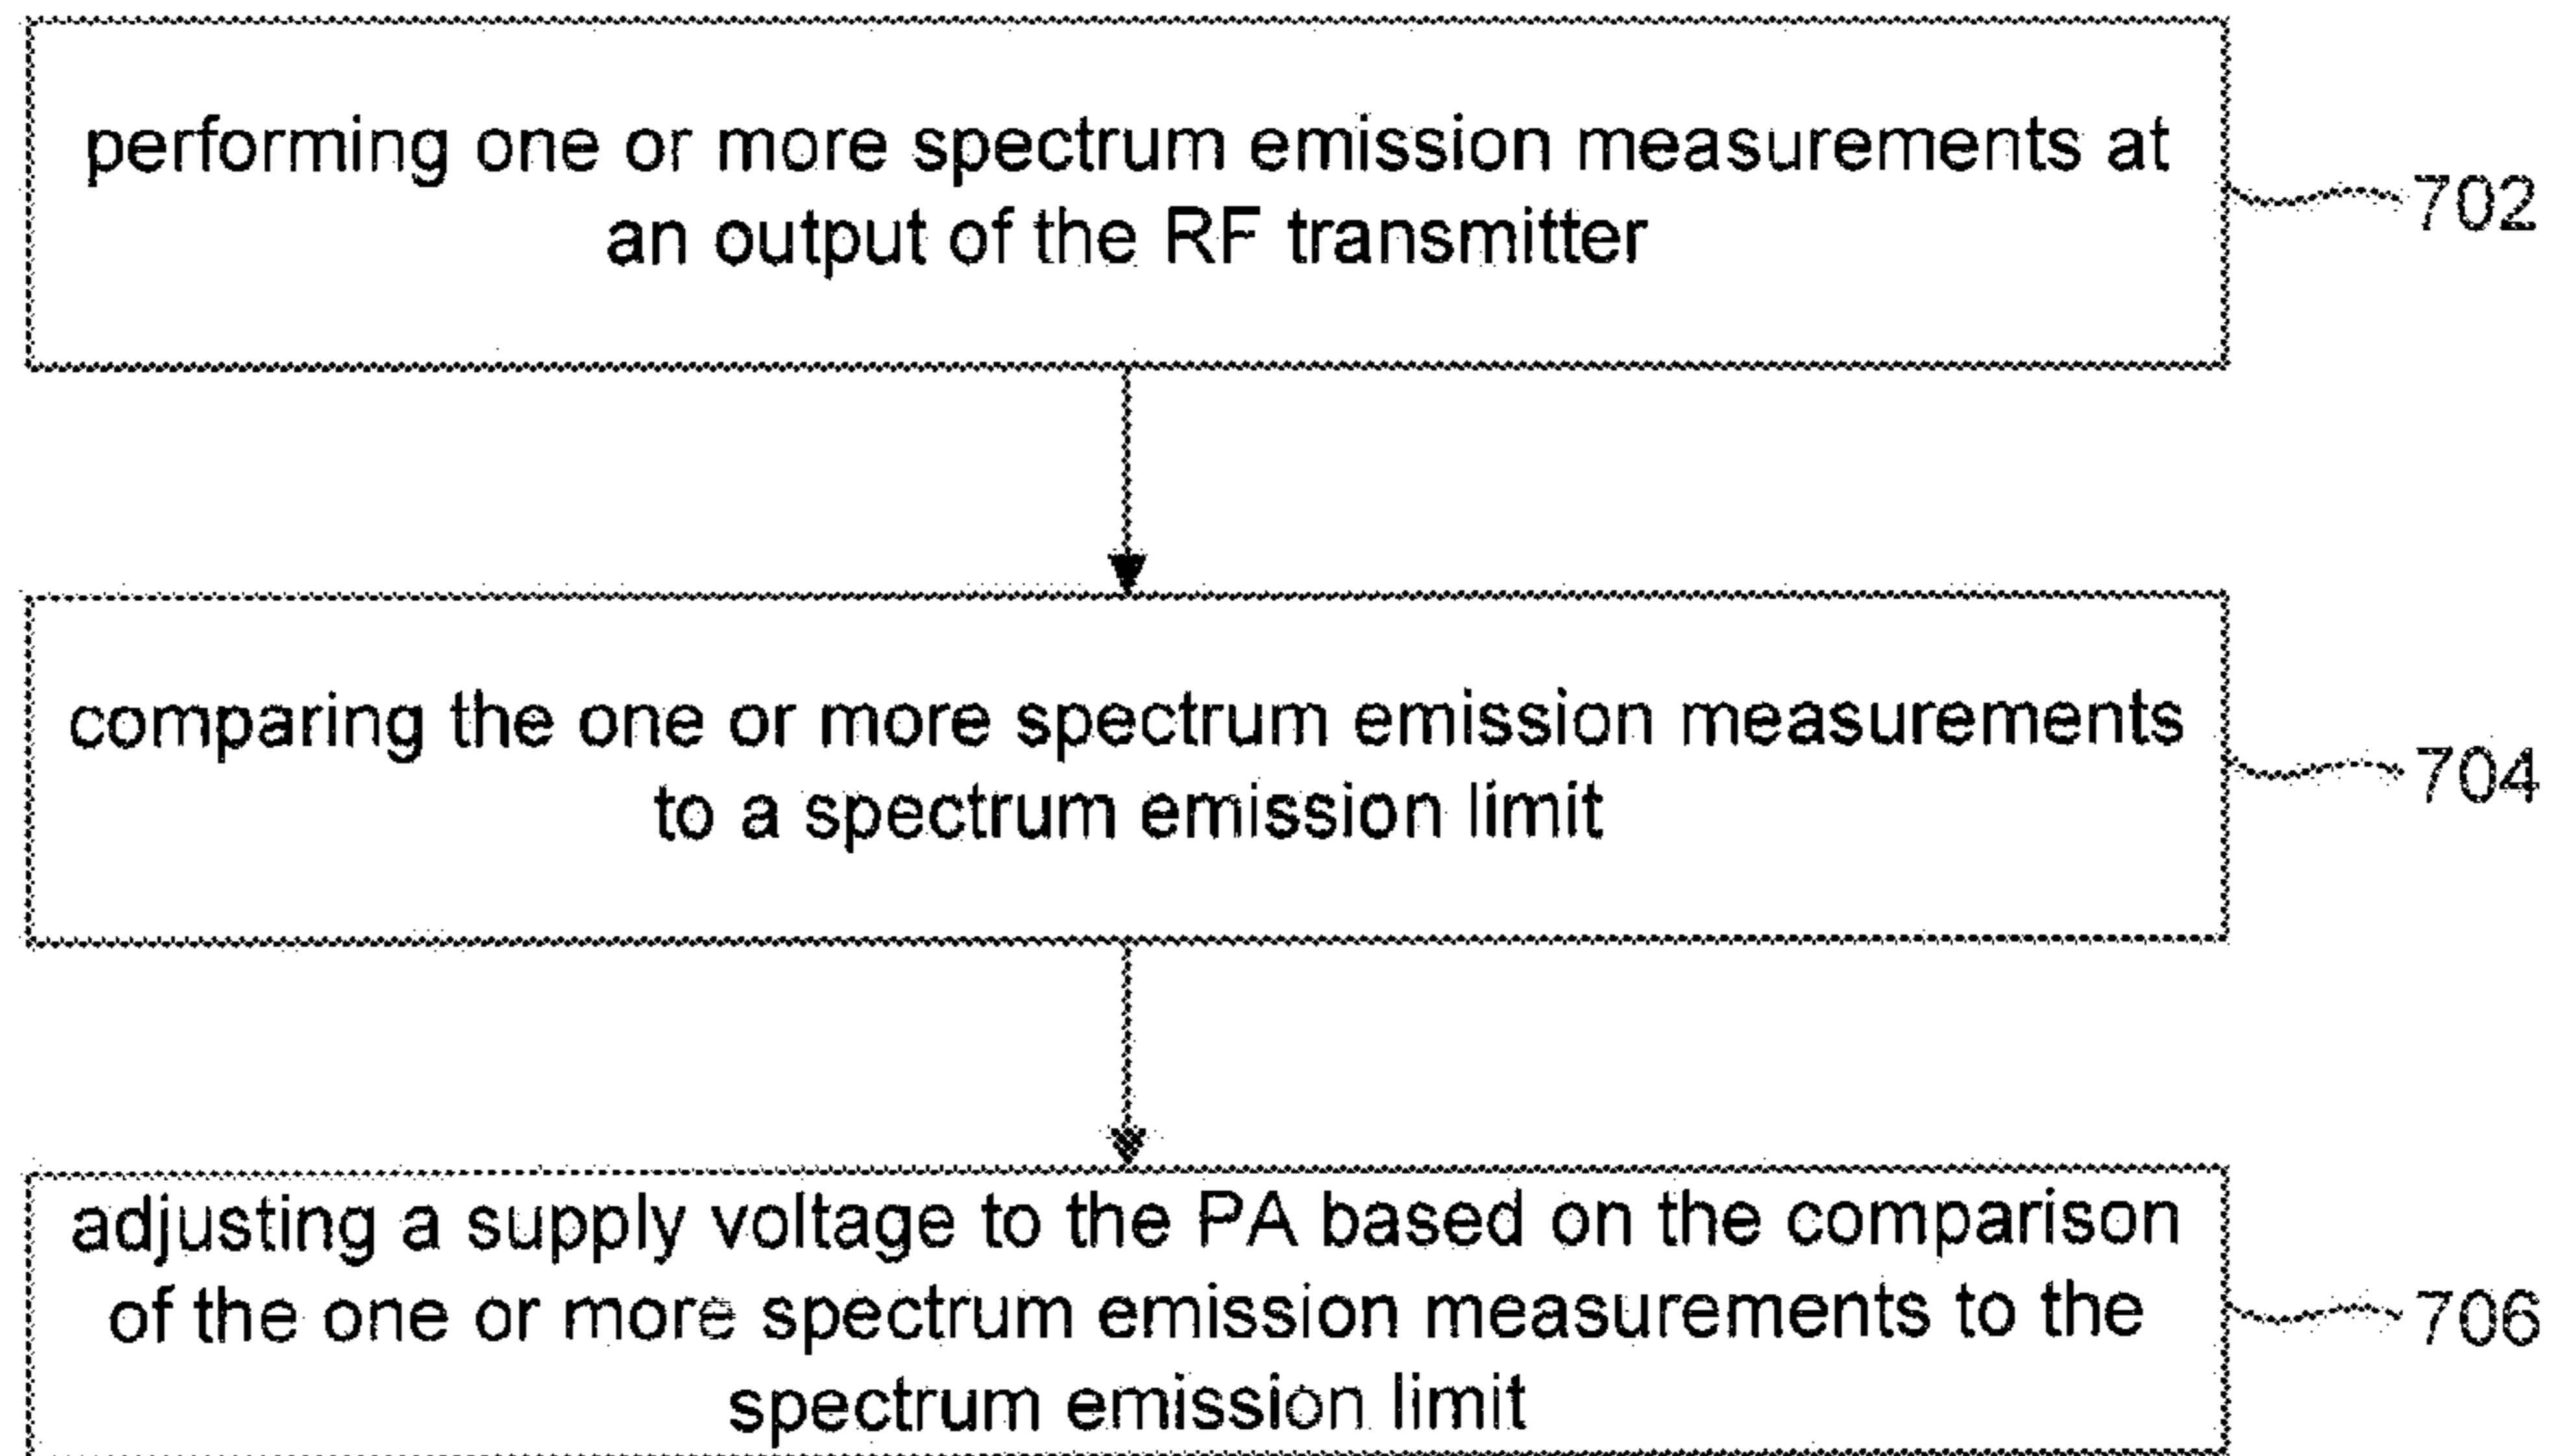 performing one or more spectrum emission measurements at
an output of the RF transmitter
702
comparing the one or more spectrum emission measurements
to a spectrum emission limit
704
adjusting a supply voltage to the PA based on the comparison
of the one or more spectrum emission measurements to the
spectrum emission limit
706